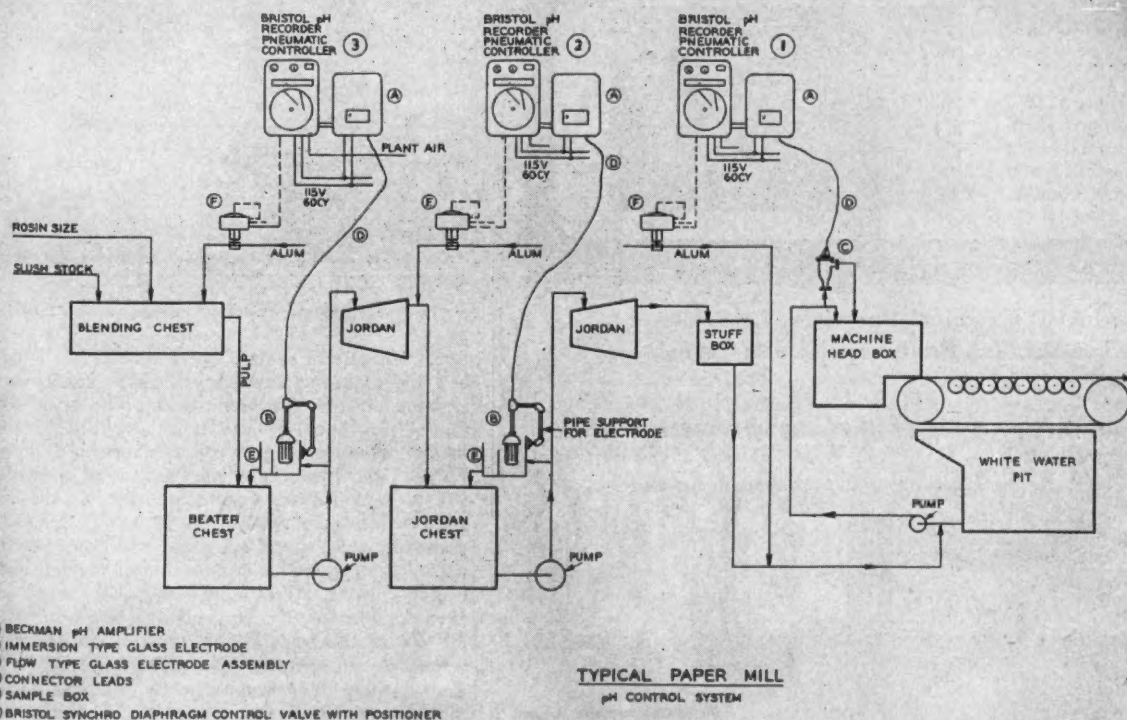 BRISTOL pH
RECORDER
PNEUMATIC
CONTROLLER
3
A
PLANT AIR
115V
60CY
D
F
ALUM
BRISTOL pH
RECORDER
PNEUMATIC
CONTROLLER
2
A
115V
60CY
D
F
ALUM
BRISTOL pH
RECORDER
PNEUMATIC
CONTROLLER
1
A
115V
60CY
D
F
ALUM
C
ROSIN SIZE
SLUSH STOCK
BLENDING CHEST
PULP
JORDAN
JORDAN
STUFF
BOX
MACHINE
HEAD BOX
B
E
B
E
PIPE SUPPORT
FOR ELECTRODE
BEATER
CHEST
PUMP
JORDAN
CHEST
PUMP
WHITE WATER
PIT
PUMP
BECKMAN pH AMPLIFIER
IMMERSION TYPE GLASS ELECTRODE
FLOW TYPE GLASS ELECTRODE ASSEMBLY
CONNECTOR LEADS
SAMPLE BOX
BRISTOL SYNCHRO DIAPHRAGM CONTROL VALVE WITH POSITIONER
TYPICAL PAPER MILL
pH CONTROL SYSTEM